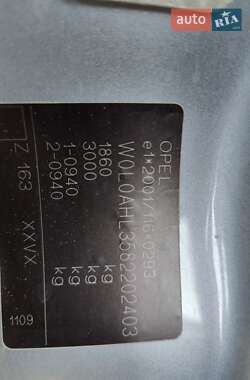 auto RIA.com
OPEL
e1*2001/116*0293
W0L0AHL3582202403
1860 kg
3000 kg
1-0940 kg
2-0940 kg
Z 163 XXVX
1109